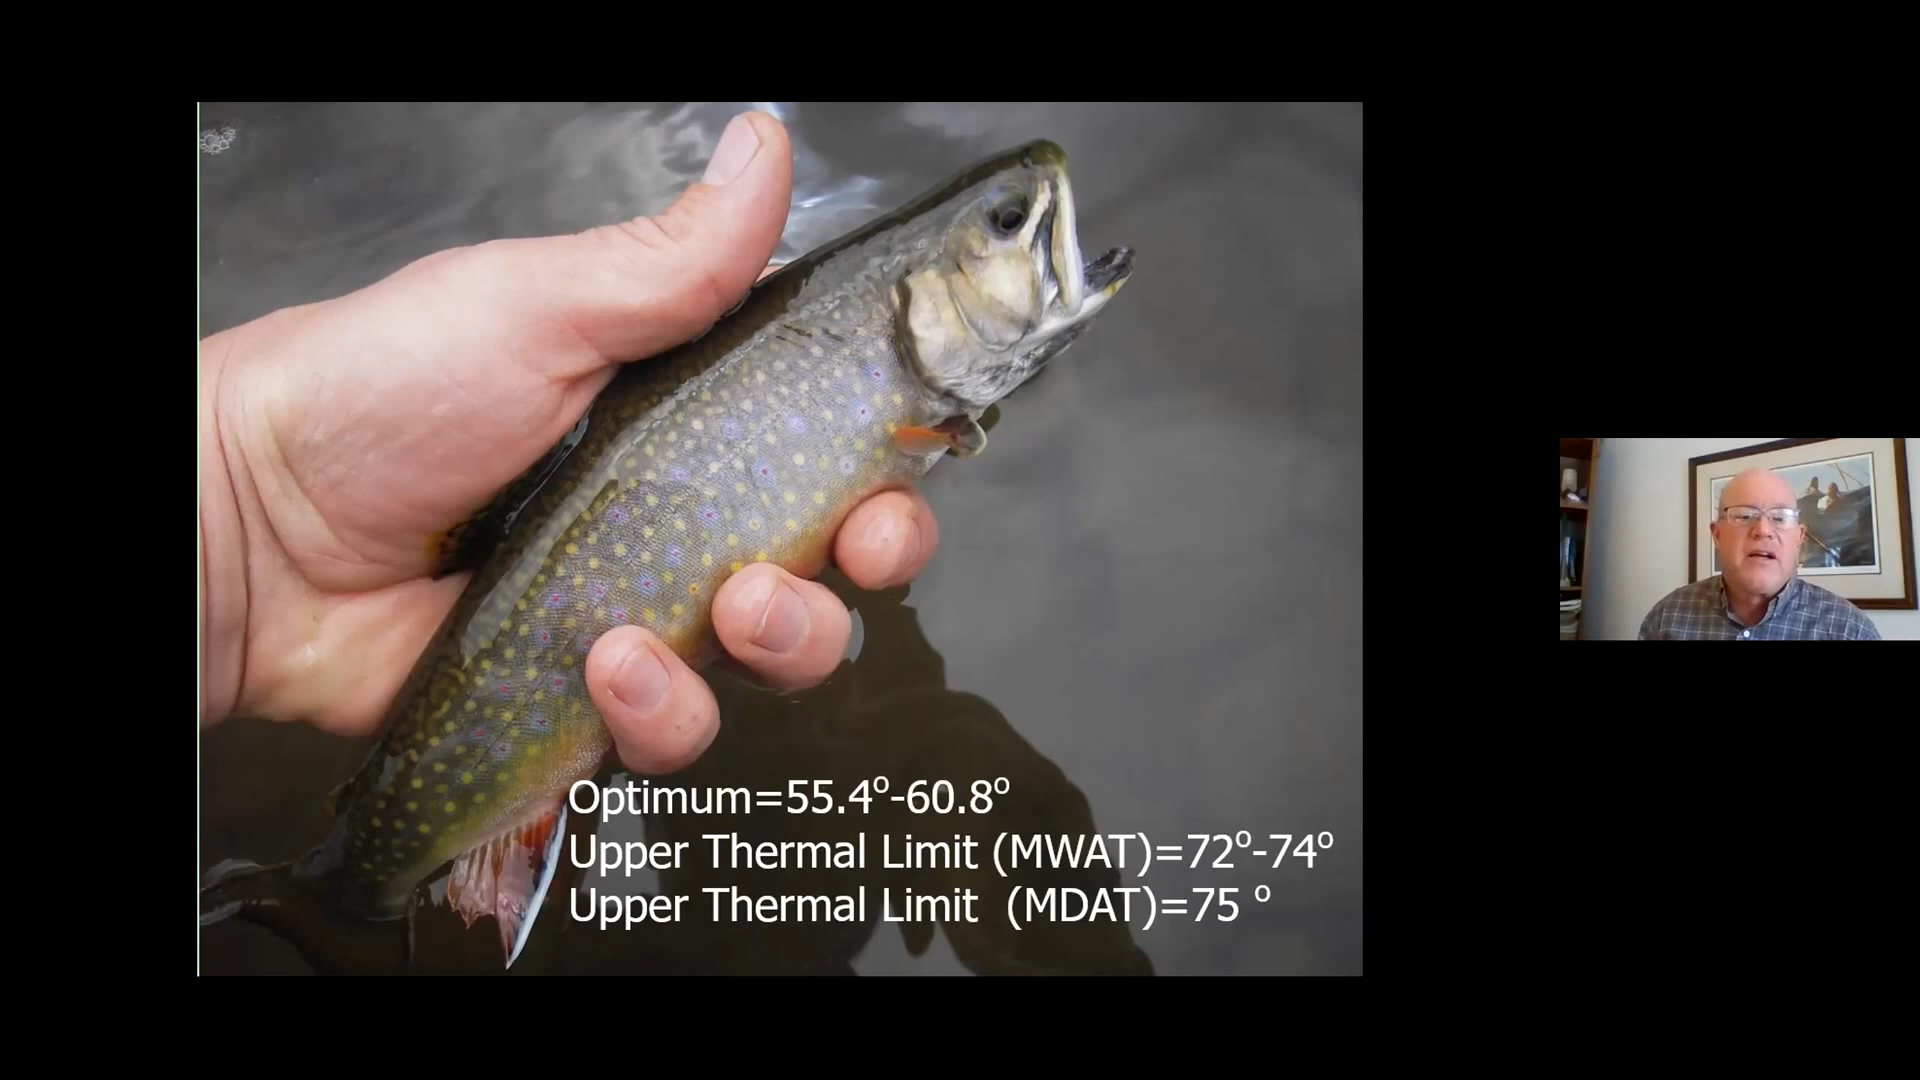 Optimum=55.4°-60.8°
Upper Thermal Limit (MWAT)=72°-74°
Upper Thermal Limit (MDAT)=75 °